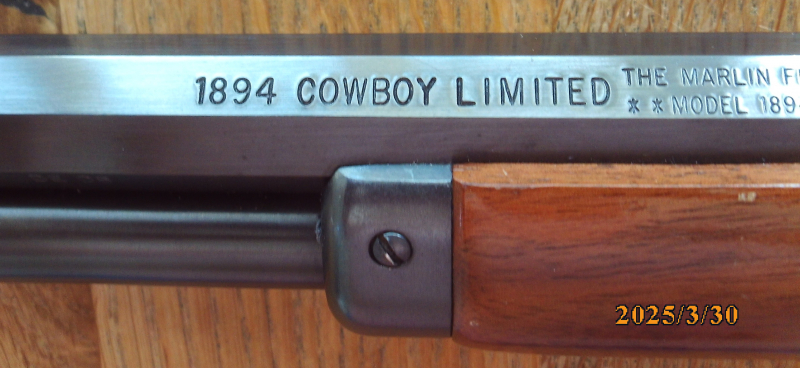 1894 COWBOY LIMITED
THE MARLIN
* * MODEL
2025/3/30